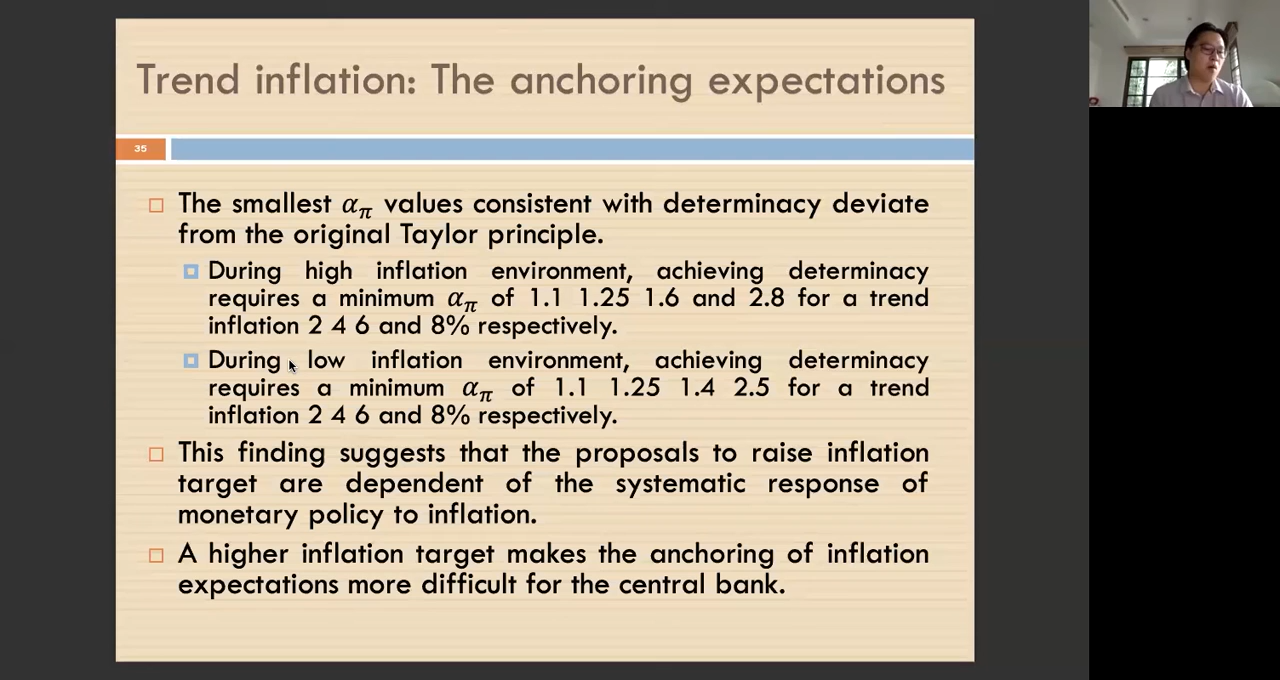 Trend inflation: The anchoring expectations
35
The smallest α_π values consistent with determinacy deviate
from the original Taylor principle.
During high inflation environment, achieving determinacy
requires a minimum α_π of 1.1 1.25 1.6 and 2.8 for a trend
inflation 2 4 6 and 8% respectively.
During low inflation environment, achieving determinacy
requires a minimum α_π of 1.1 1.25 1.4 2.5 for a trend
inflation 2 4 6 and 8% respectively.
This finding suggests that the proposals to raise inflation
target are dependent of the systematic response of
monetary policy to inflation.
A higher inflation target makes the anchoring of inflation
expectations more difficult for the central bank.